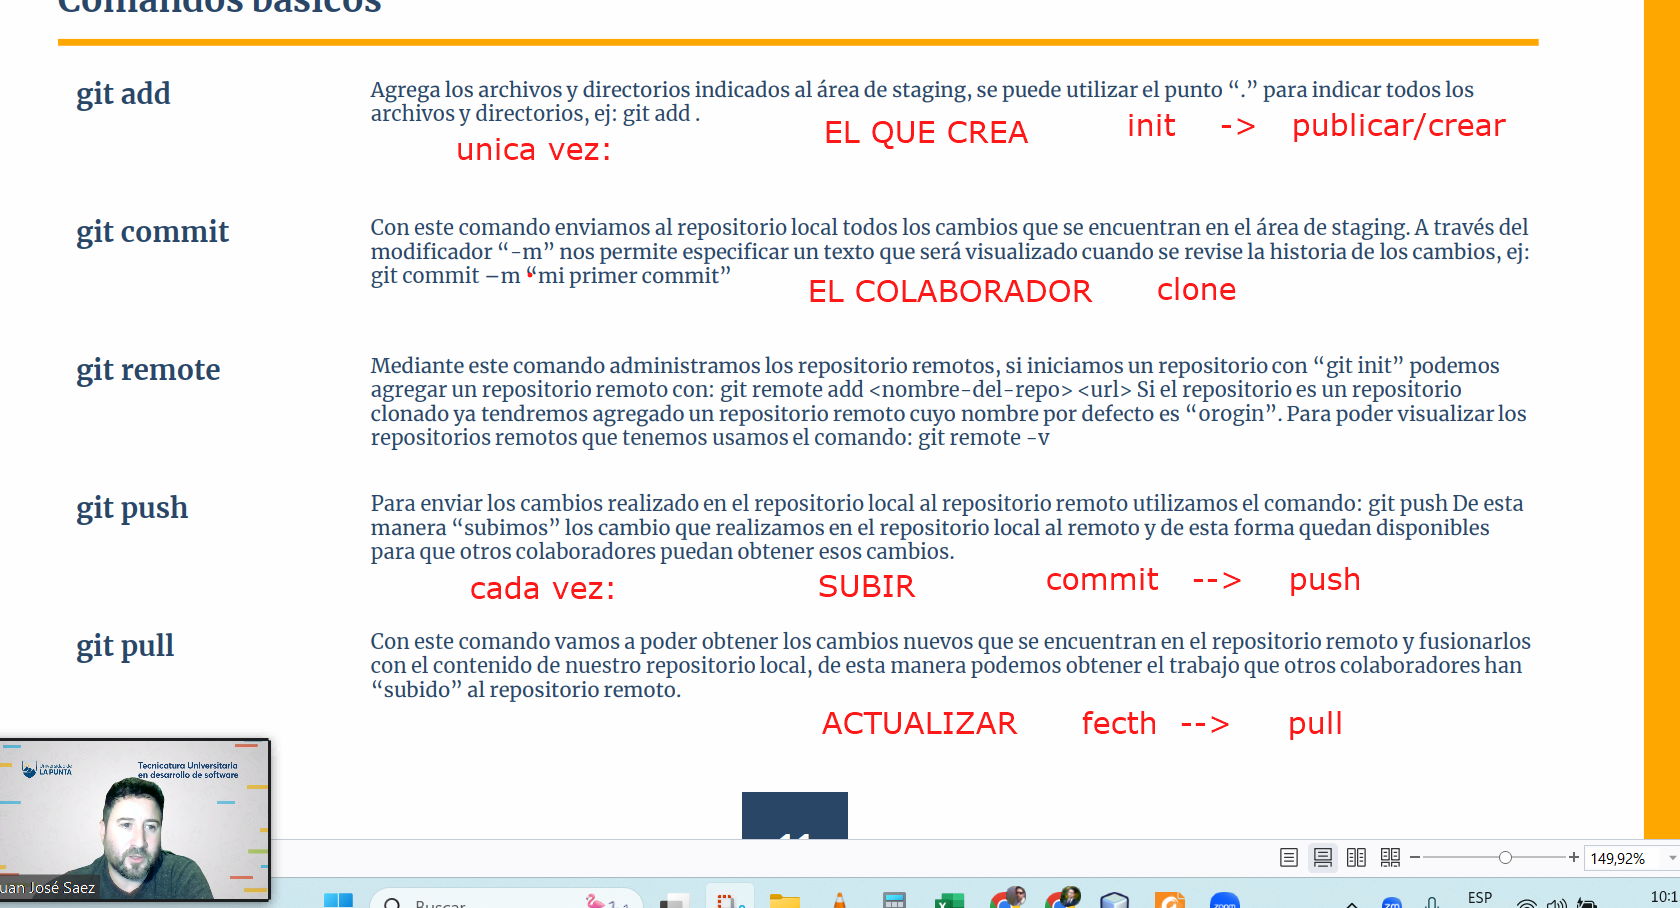 Comandos básicos
git add
Agrega los archivos y directorios indicados al área de staging, se puede utilizar el punto “.” para indicar todos los
archivos y directorios, ej: git add .
EL QUE CREA
init -> publicar/crear
unica vez:
git commit
Con este comando enviamos al repositorio local todos los cambios que se encuentran en el área de staging. A través del
modificador “-m” nos permite especificar un texto que será visualizado cuando se revise la historia de los cambios, ej:
git commit –m “mi primer commit”
EL COLABORADOR
clone
git remote
Mediante este comando administramos los repositorio remotos, si iniciamos un repositorio con “git init” podemos
agregar un repositorio remoto con: git remote add <nombre-del-repo> <url> Si el repositorio es un repositorio
clonado ya tendremos agregado un repositorio remoto cuyo nombre por defecto es “orogin”. Para poder visualizar los
repositorios remotos que tenemos usamos el comando: git remote -v
git push
Para enviar los cambios realizado en el repositorio local al repositorio remoto utilizamos el comando: git push De esta
manera “subimos” los cambio que realizamos en el repositorio local al remoto y de esta forma quedan disponibles
para que otros colaboradores puedan obtener esos cambios.
cada vez:
SUBIR
commit --> push
git pull
Con este comando vamos a poder obtener los cambios nuevos que se encuentran en el repositorio remoto y fusionarlos
con el contenido de nuestro repositorio local, de esta manera podemos obtener el trabajo que otros colaboradores han
“subido” al repositorio remoto.
ACTUALIZAR
fecth --> pull
Universidad de
LA PUNTA
Tecnicatura Universitaria
en desarrollo de software
uan José Saez
11
149,92%
Buscar
zm
zoom
ESP
10:1